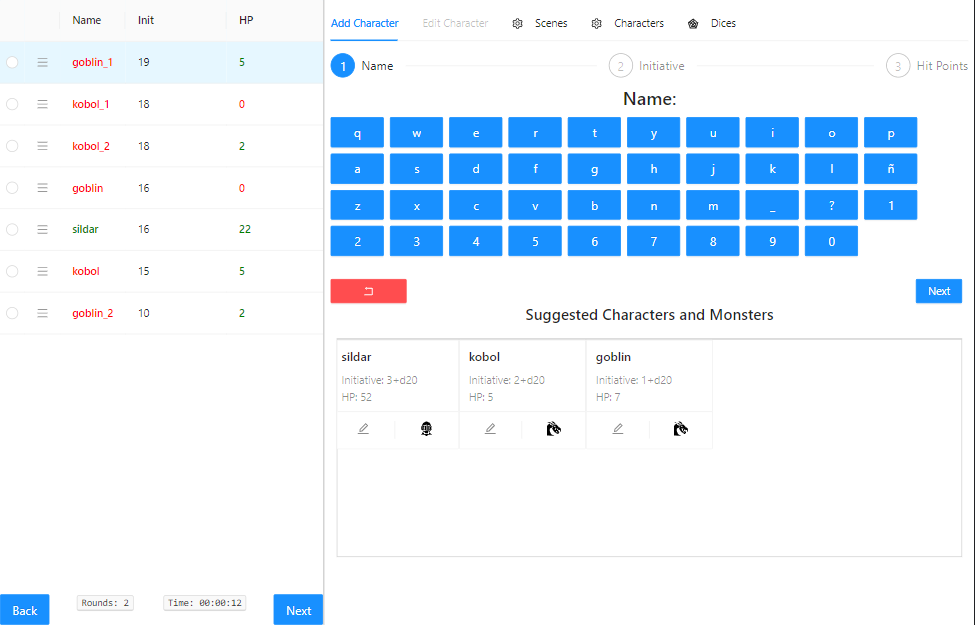 Name Init HP
goblin_1 19 5
kobol_1 18 0
kobol_2 18 2
goblin 16 0
sildar 16 22
kobol 15 5
goblin_2 10 2
Back Rounds: 2 Time: 00:00:12 Next
Add Character Edit Character Scenes Characters Dices
1 Name 2 Initiative 3 Hit Points
Name:
q w e r t y u i o p
a s d f g h j k l ñ
z x c v b n m _ ? 1
2 3 4 5 6 7 8 9 0
Next
Suggested Characters and Monsters
sildar kobol goblin
Initiative: 3+d20 Initiative: 2+d20 Initiative: 1+d20
HP: 52 HP: 5 HP: 7